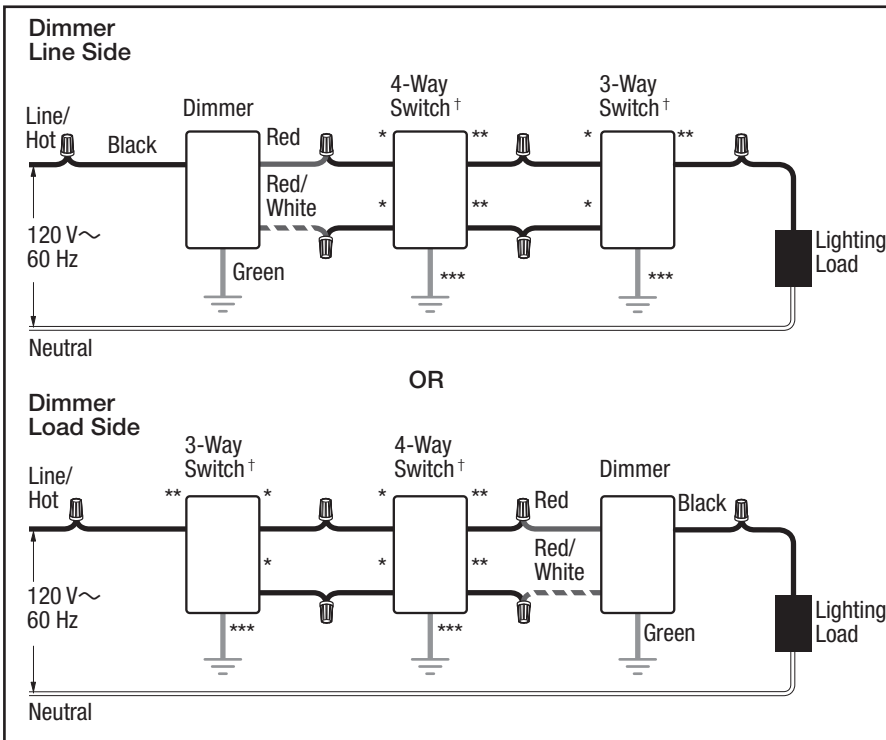 Dimmer
Line Side
4-Way
Switch †
3-Way
Switch †
Dimmer
Line/
Hot
Black
Red
*
**
*
**
Red/
White
*
**
*
120 V～
60 Hz
Green
***
***
Lighting
Load
Neutral
OR
Dimmer
Load Side
3-Way
Switch †
4-Way
Switch †
Dimmer
Line/
Hot
**
*
*
**
Red
Black
*
*
**
Red/
White
120 V～
60 Hz
***
***
Green
Lighting
Load
Neutral